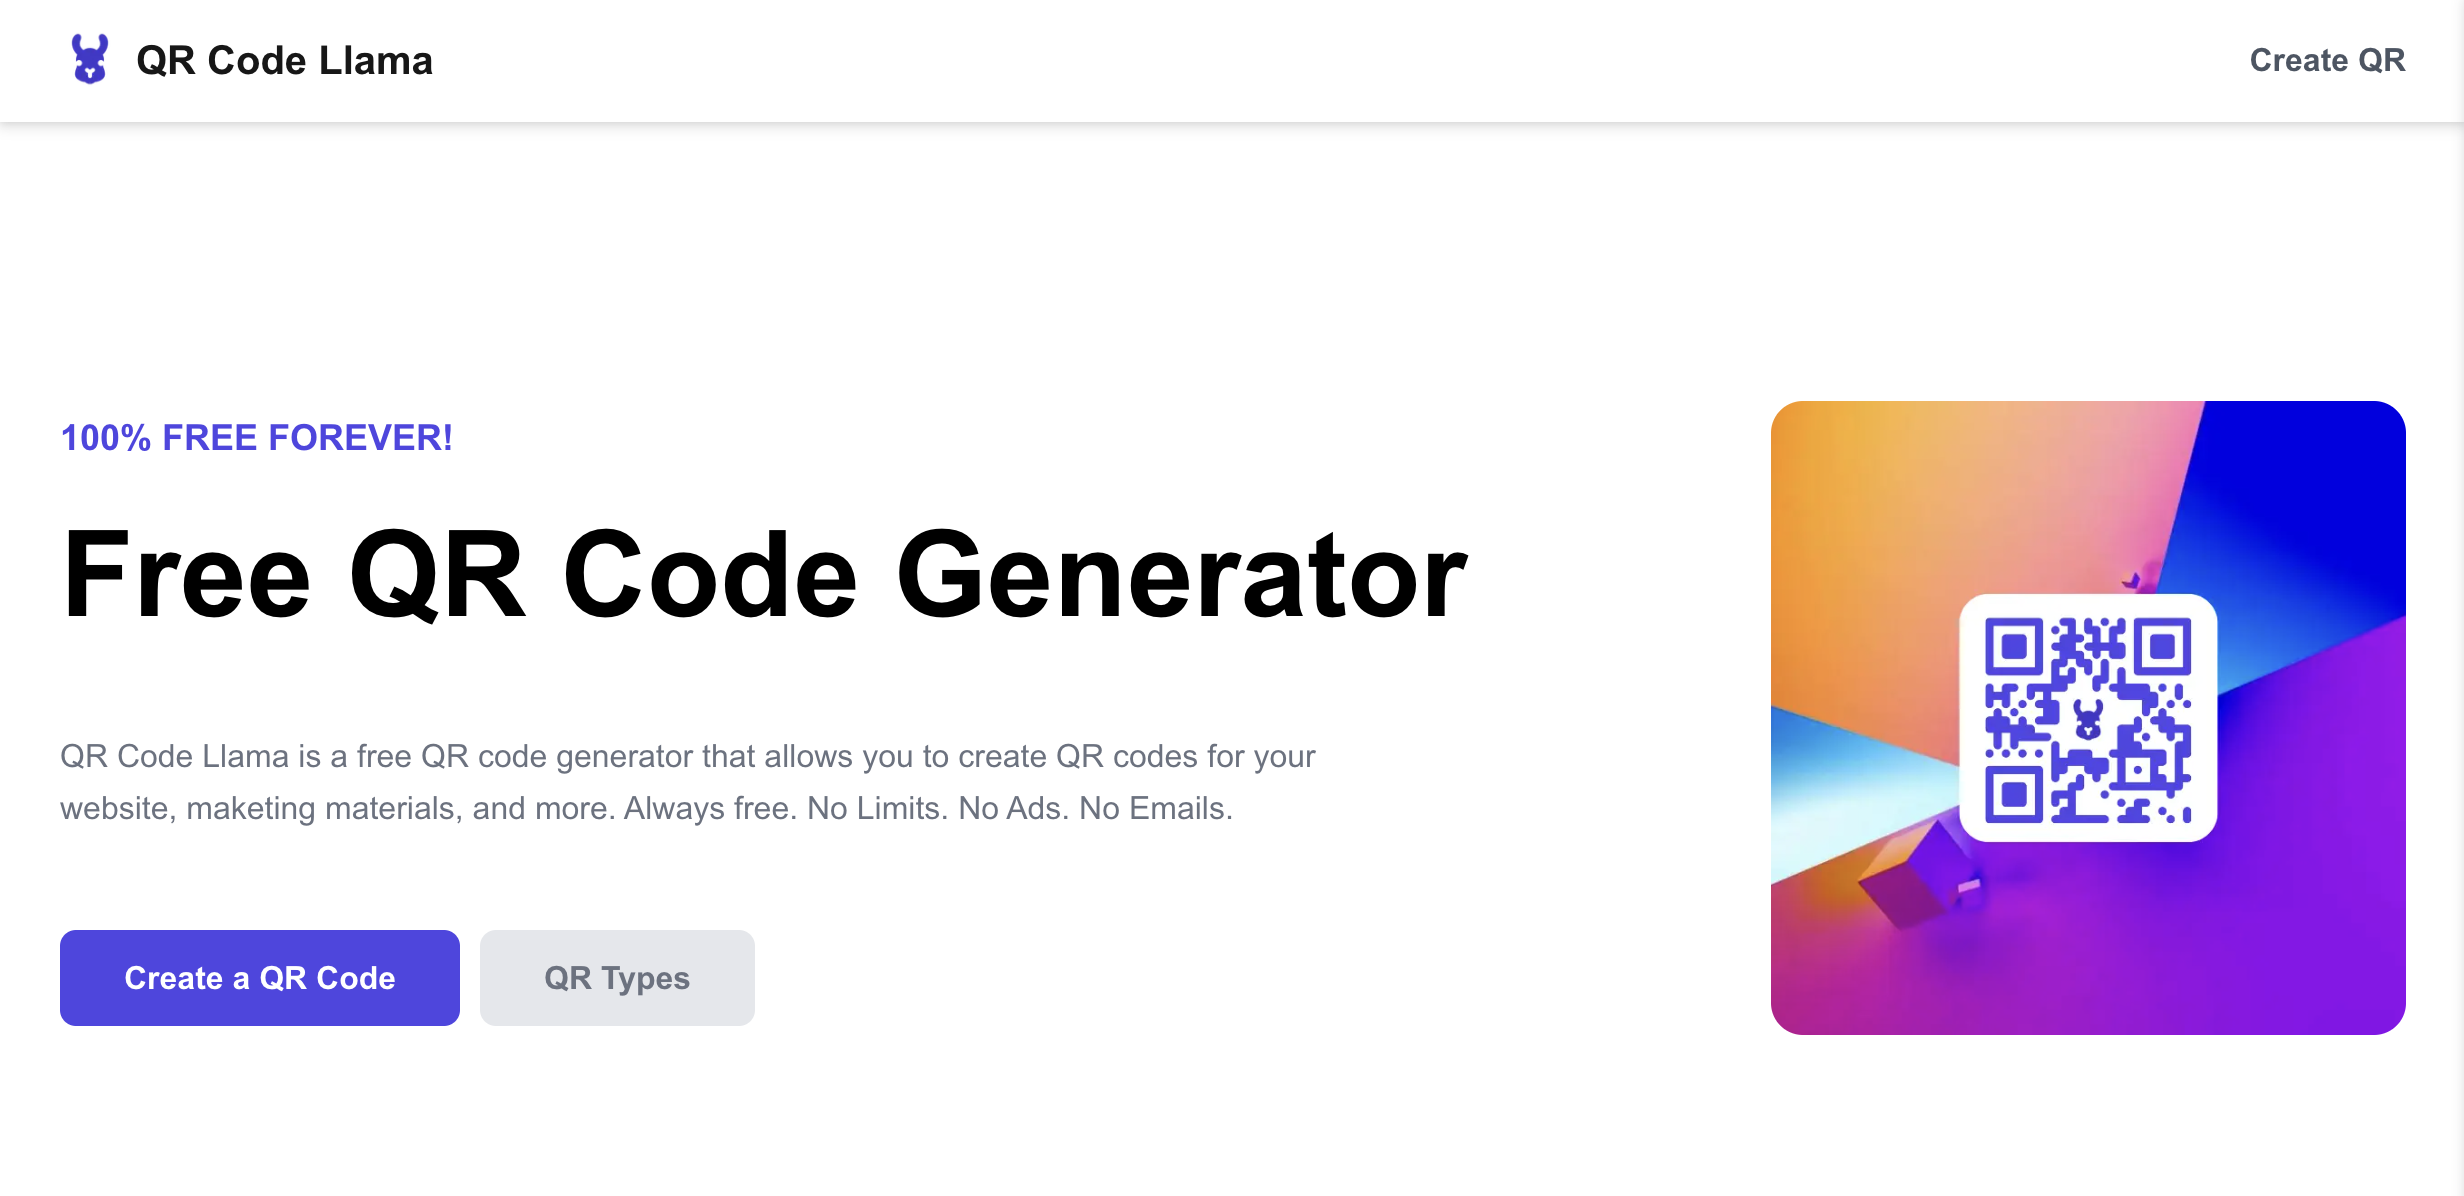 QR Code Llama
Create QR
100% FREE FOREVER!
Free QR Code Generator
QR Code Llama is a free QR code generator that allows you to create QR codes for your
website, maketing materials, and more. Always free. No Limits. No Ads. No Emails.
Create a QR Code
QR Types